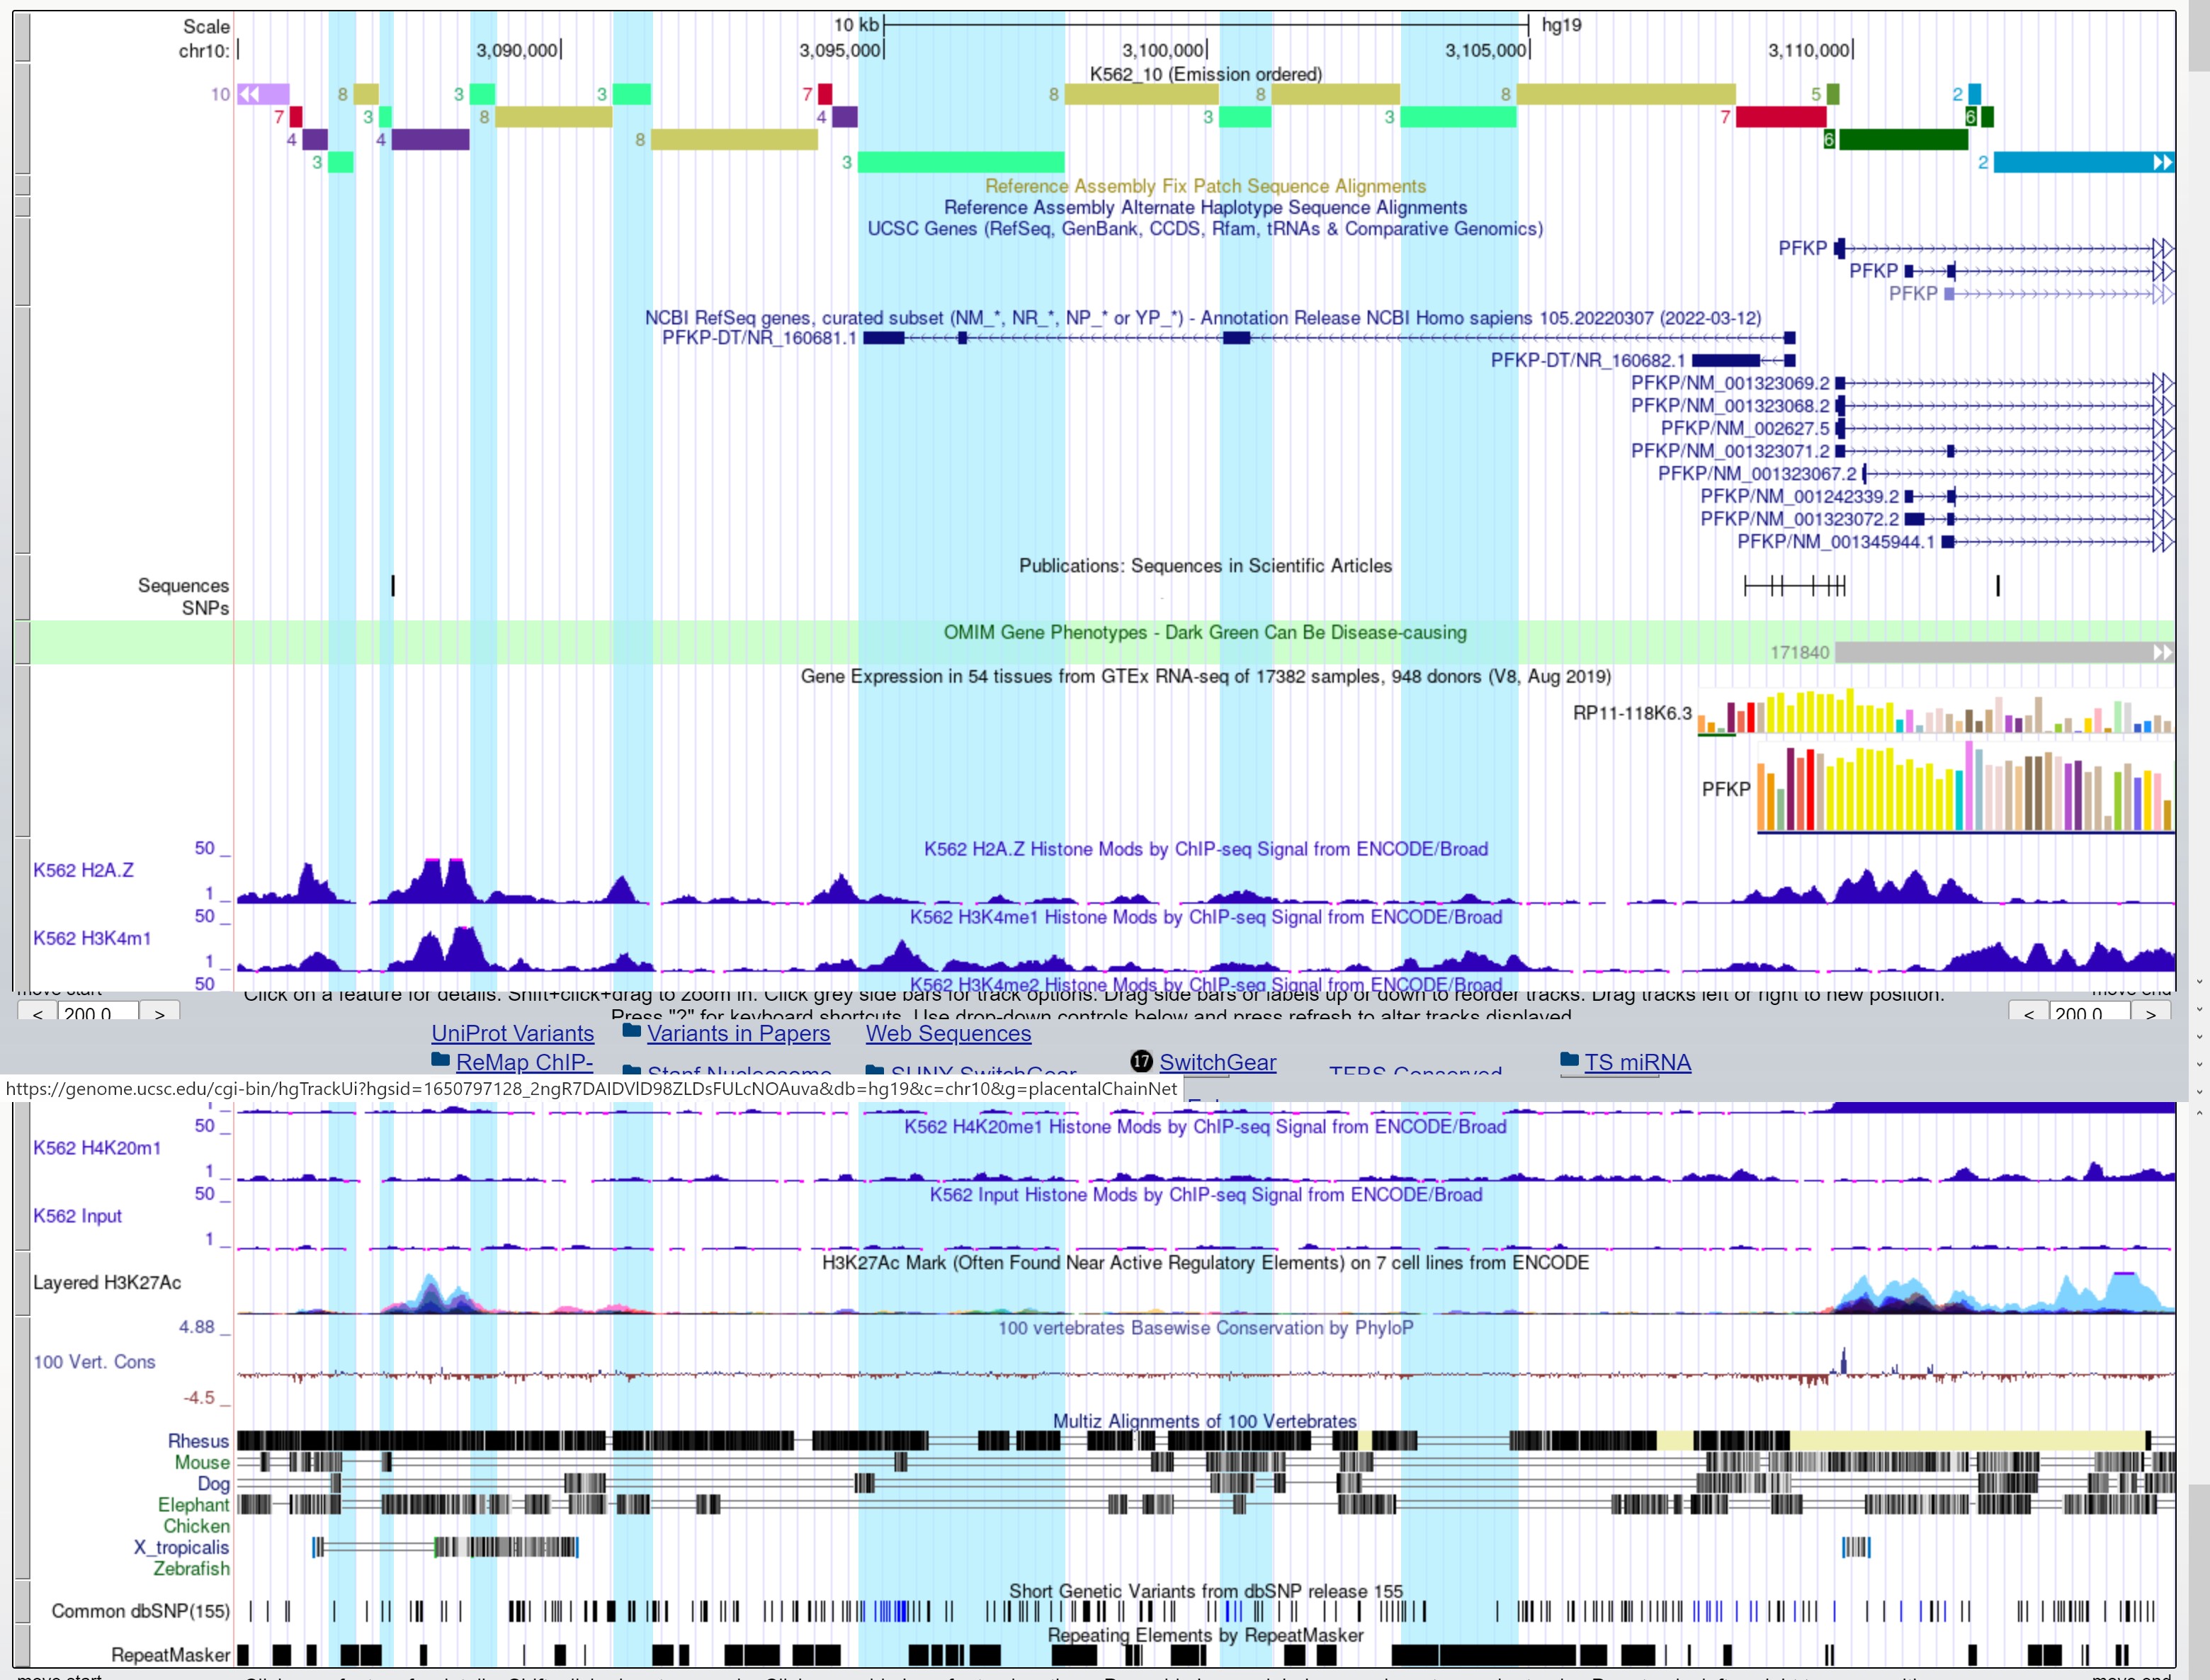 Scale 10 kb hg19
chr10: 3,090,000 3,095,000 3,100,000 3,105,000 3,110,000
K562_10 (Emission ordered)
10 8 3 3 7 8 8 8 5 2
7 3 8 4 3 3 7 6
4 4 8 6
3 3 2
Reference Assembly Fix Patch Sequence Alignments
Reference Assembly Alternate Haplotype Sequence Alignments
UCSC Genes (RefSeq, GenBank, CCDS, Rfam, tRNAs & Comparative Genomics)
PFKP
PFKP
PFKP
NCBI RefSeq genes, curated subset (NM_*, NR_*, NP_* or YP_*) - Annotation Release NCBI Homo sapiens 105.20220307 (2022-03-12)
PFKP-DT/NR_160681.1
PFKP-DT/NR_160682.1
PFKP/NM_001323069.2
PFKP/NM_001323068.2
PFKP/NM_002627.5
PFKP/NM_001323071.2
PFKP/NM_001323067.2
PFKP/NM_001242339.2
PFKP/NM_001323072.2
PFKP/NM_001345944.1
Publications: Sequences in Scientific Articles
Sequences
SNPs
OMIM Gene Phenotypes - Dark Green Can Be Disease-causing
171840
Gene Expression in 54 tissues from GTEx RNA-seq of 17382 samples, 948 donors (V8, Aug 2019)
RP11-118K6.3
PFKP
50 K562 H2A.Z Histone Mods by ChIP-seq Signal from ENCODE/Broad
K562 H2A.Z
1
50 K562 H3K4me1 Histone Mods by ChIP-seq Signal from ENCODE/Broad
K562 H3K4m1
1
50 K562 H3K4me2 Histone Mods by ChIP-seq Signal from ENCODE/Broad
move start Click on a feature for details. Shift+click+drag to zoom in. Click grey side bars for track options. Drag side bars or labels up or down to reorder tracks. Drag tracks left or right to new position. move end
< 200.0 > Press "?" for keyboard shortcuts. Use drop-down controls below and press refresh to alter tracks displayed < 200.0 >
UniProt Variants Variants in Papers Web Sequences
ReMap ChIP- Stanf Nucleosome SUNY SwitchGear 17 SwitchGear TFBS Conserved TS miRNA
https://genome.ucsc.edu/cgi-bin/hgTrackUi?hgsid=1650797128_2ngR7DAIDVlD98ZLDsFULcNOAuva&db=hg19&c=chr10&g=placentalChainNet
1
50 K562 H4K20me1 Histone Mods by ChIP-seq Signal from ENCODE/Broad
K562 H4K20m1
1
50 K562 Input Histone Mods by ChIP-seq Signal from ENCODE/Broad
K562 Input
1
H3K27Ac Mark (Often Found Near Active Regulatory Elements) on 7 cell lines from ENCODE
Layered H3K27Ac
4.88 100 vertebrates Basewise Conservation by PhyloP
100 Vert. Cons
-4.5
Multiz Alignments of 100 Vertebrates
Rhesus
Mouse
Dog
Elephant
Chicken
X_tropicalis
Zebrafish
Short Genetic Variants from dbSNP release 155
Common dbSNP(155)
Repeating Elements by RepeatMasker
RepeatMasker
move start move end